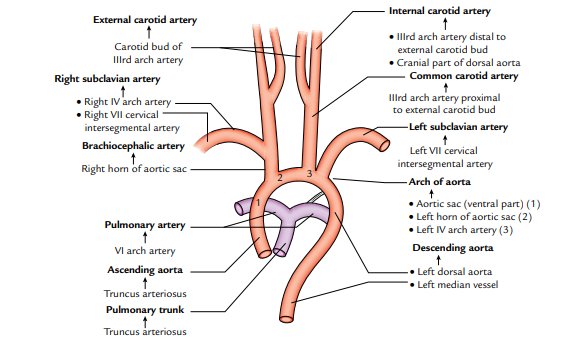 External carotid artery
Carotid bud of
IIIrd arch artery
Right subclavian artery
• Right IV arch artery
• Right VII cervical
intersegmental artery
Brachiocephalic artery
Right horn of aortic sac
Pulmonary artery
VI arch artery
Ascending aorta
Truncus arteriosus
Pulmonary trunk
Truncus arteriosus
1
2
3
Internal carotid artery
• IIIrd arch artery distal to
external carotid bud
• Cranial part of dorsal aorta
Common carotid artery
IIIrd arch artery proximal
to external carotid bud
Left subclavian artery
Left VII cervical
intersegmental artery
Arch of aorta
• Aortic sac (ventral part) (1)
• Left horn of aortic sac (2)
• Left IV arch artery (3)
Descending aorta
• Left dorsal aorta
• Left median vessel